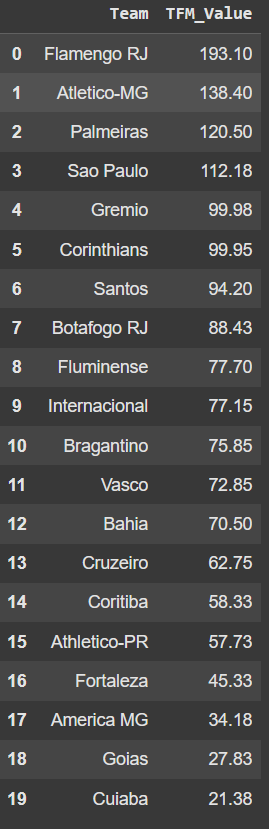 Team TFM_Value
0 Flamengo RJ 193.10
1 Atletico-MG 138.40
2 Palmeiras 120.50
3 Sao Paulo 112.18
4 Gremio 99.98
5 Corinthians 99.95
6 Santos 94.20
7 Botafogo RJ 88.43
8 Fluminense 77.70
9 Internacional 77.15
10 Bragantino 75.85
11 Vasco 72.85
12 Bahia 70.50
13 Cruzeiro 62.75
14 Coritiba 58.33
15 Athletico-PR 57.73
16 Fortaleza 45.33
17 America MG 34.18
18 Goias 27.83
19 Cuiaba 21.38